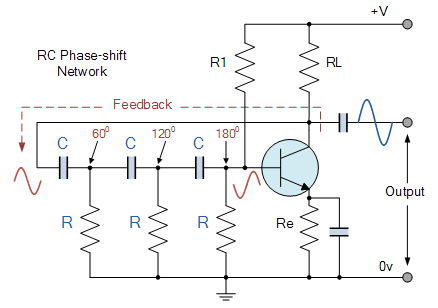 +V
RC Phase-shift
Network
R1
RL
Feedback
C
60⁰
C
120⁰
C
180⁰
R
R
R
Re
Output
0v